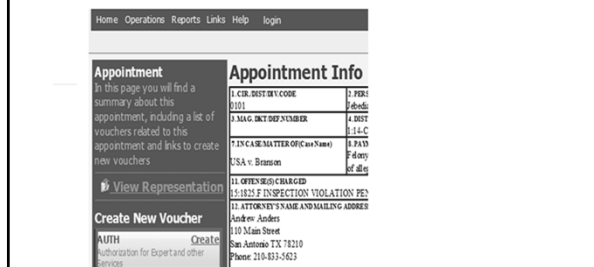 Home Operations Reports Links Help login
Appointment
In this page you will find a
summary about this
appointment, including a list of
vouchers related to this
appointment and links to create
new vouchers
View Representation
Create New Voucher
AUTH Create
Authorization for Expert and other
Services
Appointment Info
1. CIR./DIST/DIV.CODE 2. PERS
0101 Jebedia
3. MAG. DKT/DEF.NUMBER 4. DIST
1:14-C
7. IN CASE/MATTER OF(Case Name) 8. PAYM
USA v. Branson Felony
of alleg
11. OFFENSE(S) CHARGED
15:1825.F INSPECTION VIOLATION PEN
12. ATTORNEY'S NAME AND MAILING ADDRESS
Andrew Anders
110 Main Street
San Antonio TX 78210
Phone: 210-833-5623